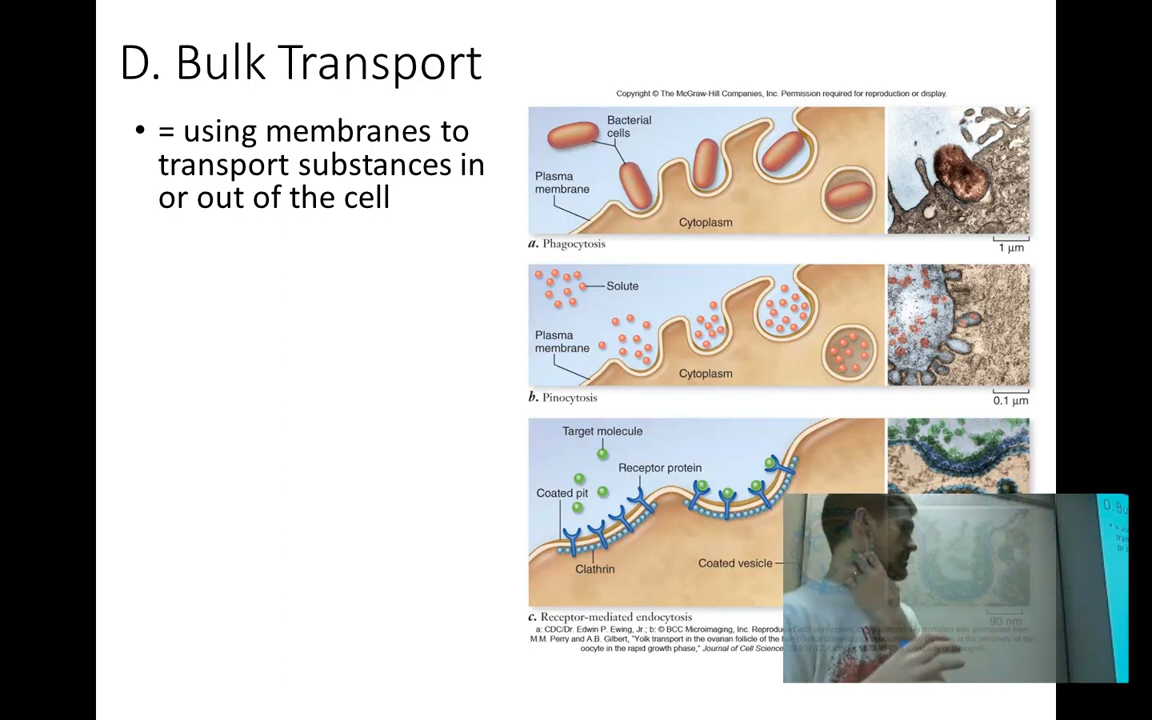 D. Bulk Transport
• = using membranes to
transport substances in
or out of the cell
Copyright © The McGraw-Hill Companies, Inc. Permission required for reproduction or display.
Bacterial
cells
Plasma
membrane
Cytoplasm
a. Phagocytosis
1 µm
Solute
Plasma
membrane
Cytoplasm
b. Pinocytosis
0.1 µm
Target molecule
Receptor protein
Coated pit
Clathrin
Coated vesicle
90 nm
c. Receptor-mediated endocytosis
a: CDC/Dr. Edwin P. Ewing, Jr.; b: © BCC Microimaging, Inc.
M.M. Perry and A.B. Gilbert, "Yolk transport in the ovarian follicle of the
oocyte in the rapid growth phase," Journal of Cell Science
D Bu